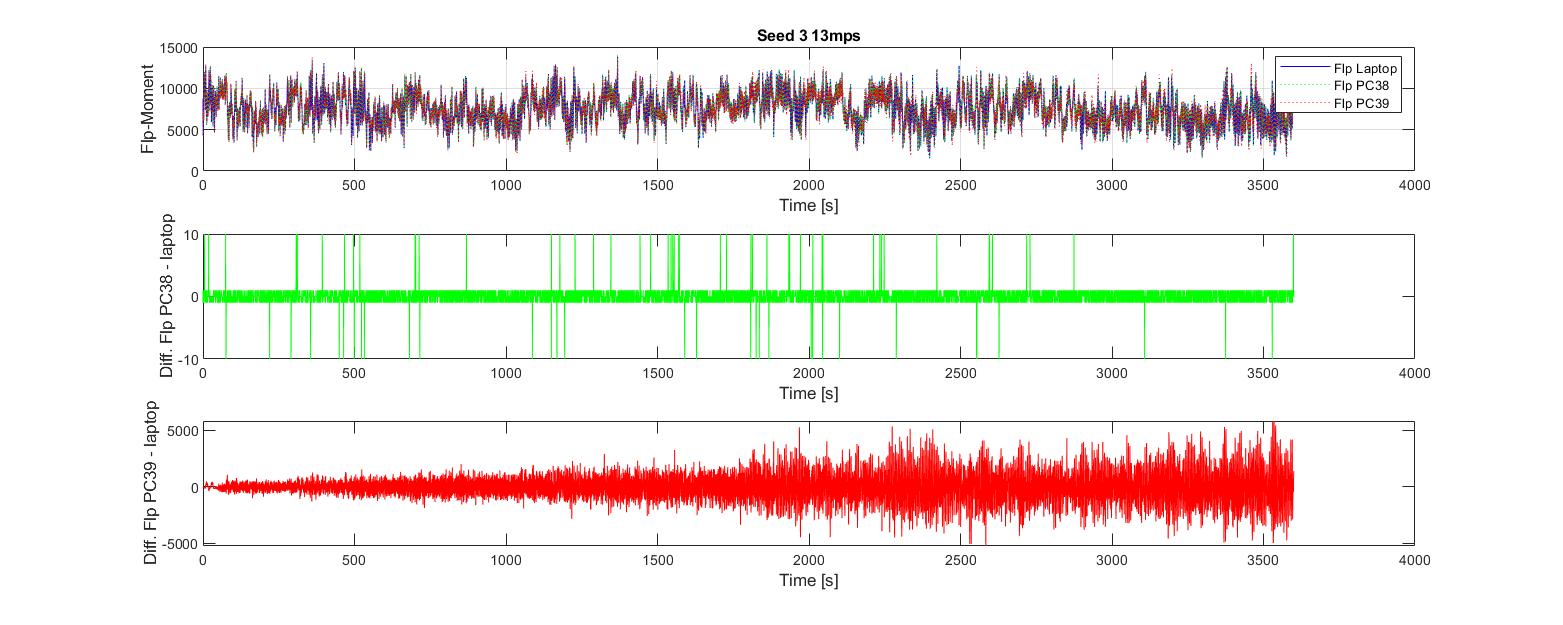 Seed 3 13mps
Flp-Moment
15000
10000
5000
0
Flp Laptop
Flp PC38
Flp PC39
0 500 1000 1500 2000 2500 3000 3500 4000
Time [s]
Diff. Flp PC38 - laptop
10
0
-10
0 500 1000 1500 2000 2500 3000 3500 4000
Time [s]
Diff. Flp PC39 - laptop
5000
0
-5000
0 500 1000 1500 2000 2500 3000 3500 4000
Time [s]